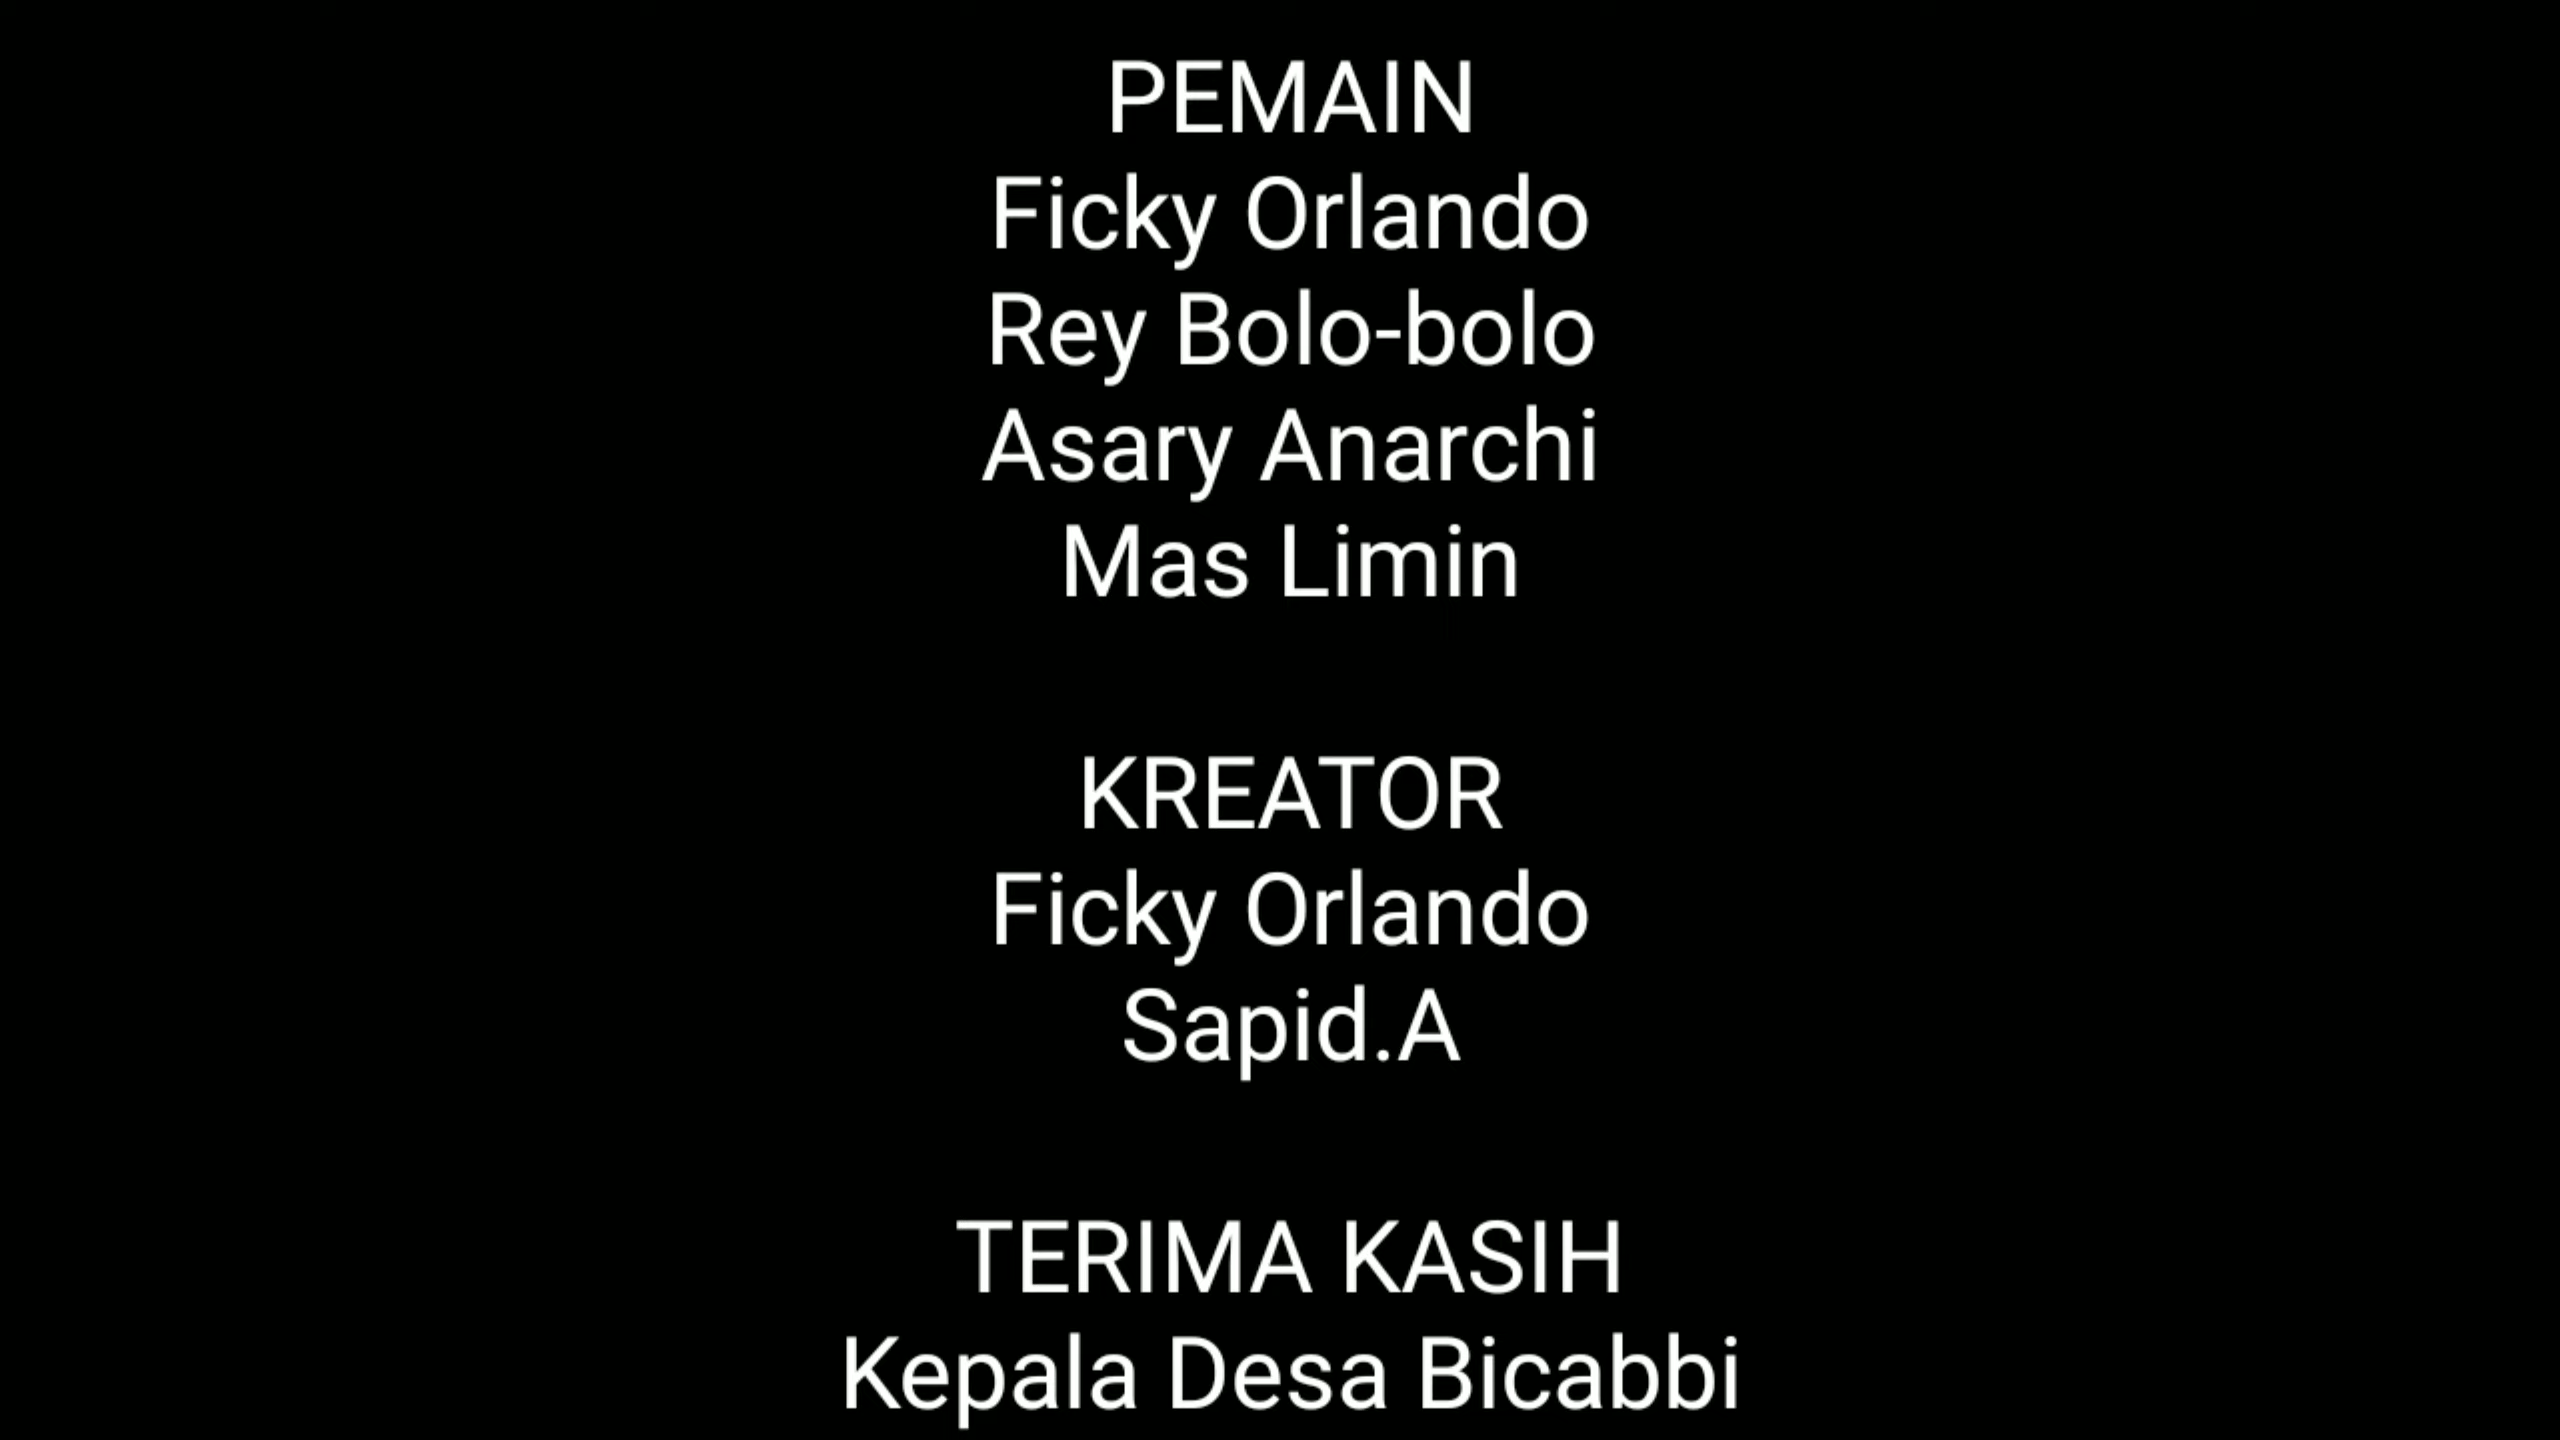 PEMAIN
Ficky Orlando
Rey Bolo-bolo
Asary Anarchi
Mas Limin
KREATOR
Ficky Orlando
Sapid.A
TERIMA KASIH
Kepala Desa Bicabbi